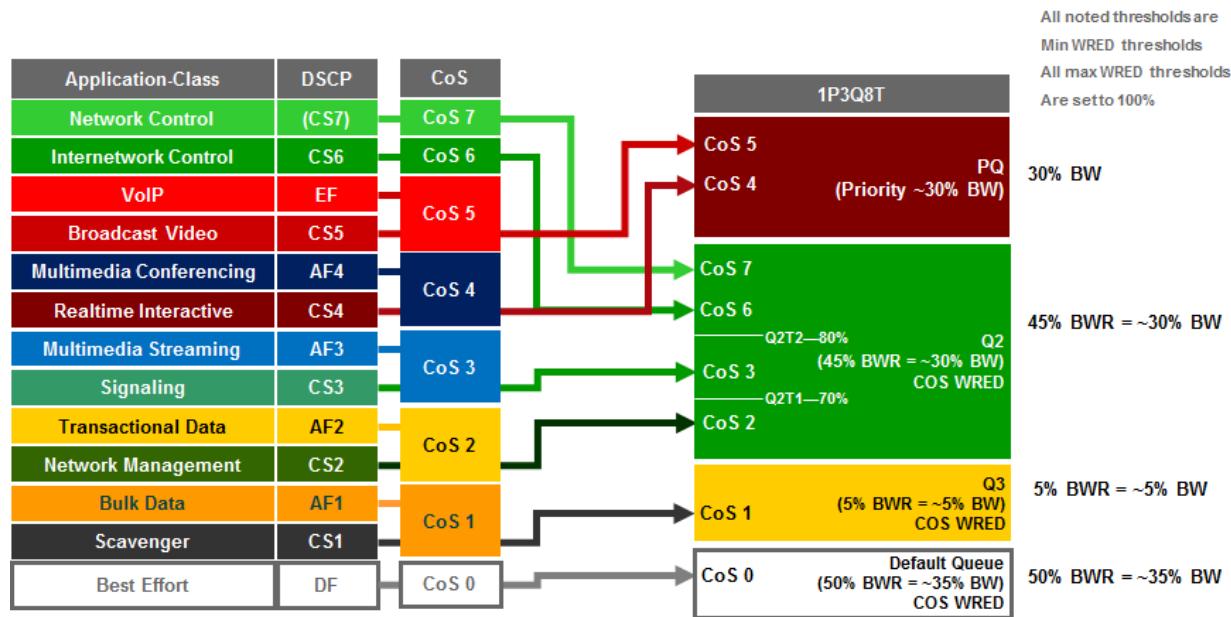 All noted thresholds are
Min WRED thresholds
All max WRED thresholds
Are set to 100%
Application-Class DSCP CoS
1P3Q8T
Network Control (CS7) CoS 7
Internetwork Control CS6 CoS 6
VoIP EF
CoS 5
Broadcast Video CS5
Multimedia Conferencing AF4
CoS 4
Realtime Interactive CS4
Multimedia Streaming AF3
CoS 3
Signaling CS3
Transactional Data AF2
CoS 2
Network Management CS2
Bulk Data AF1
CoS 1
Scavenger CS1
Best Effort DF CoS 0
CoS 5
CoS 4
PQ
(Priority ~30% BW)
30% BW
CoS 7
CoS 6
Q2T2—80%
CoS 3
Q2T1—70%
CoS 2
Q2
(45% BWR = ~30% BW)
COS WRED
45% BWR = ~30% BW
CoS 1
Q3
(5% BWR = ~5% BW)
COS WRED
5% BWR = ~5% BW
CoS 0
Default Queue
(50% BWR = ~35% BW)
COS WRED
50% BWR = ~35% BW